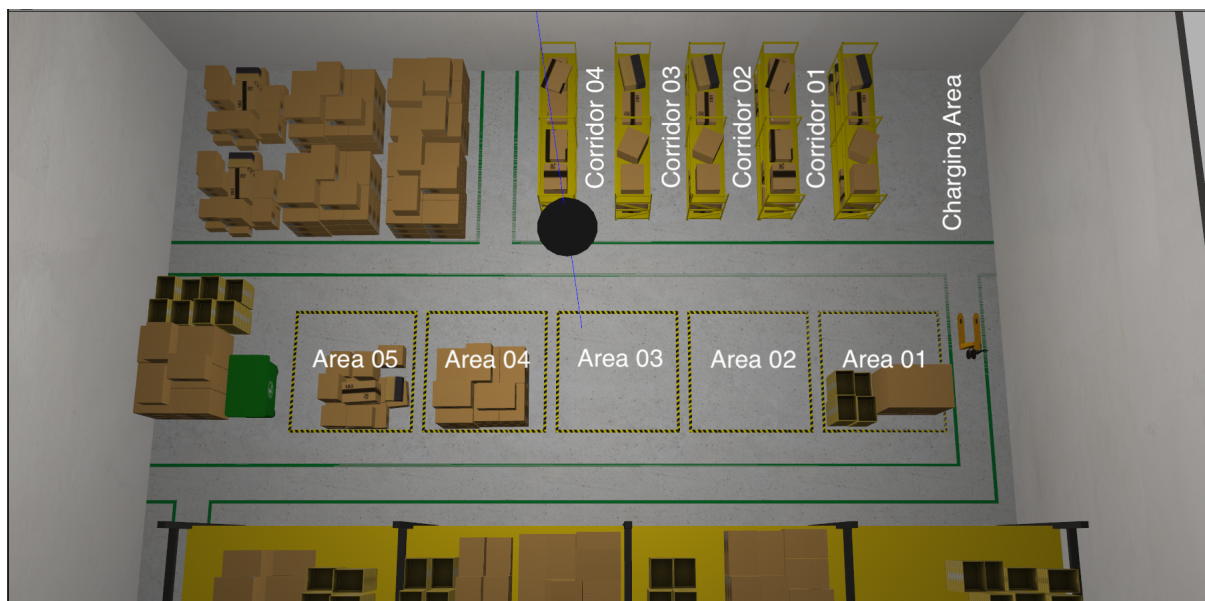 Corridor 04
Corridor 03
Corridor 02
Corridor 01
Charging Area
Area 05
Area 04
Area 03
Area 02
Area 01